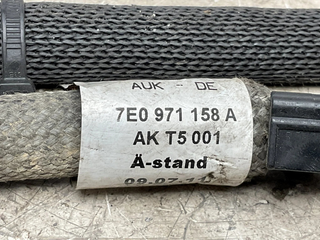 AUK - DE
7E0 971 158 A
AK T5 001
Ä-stand